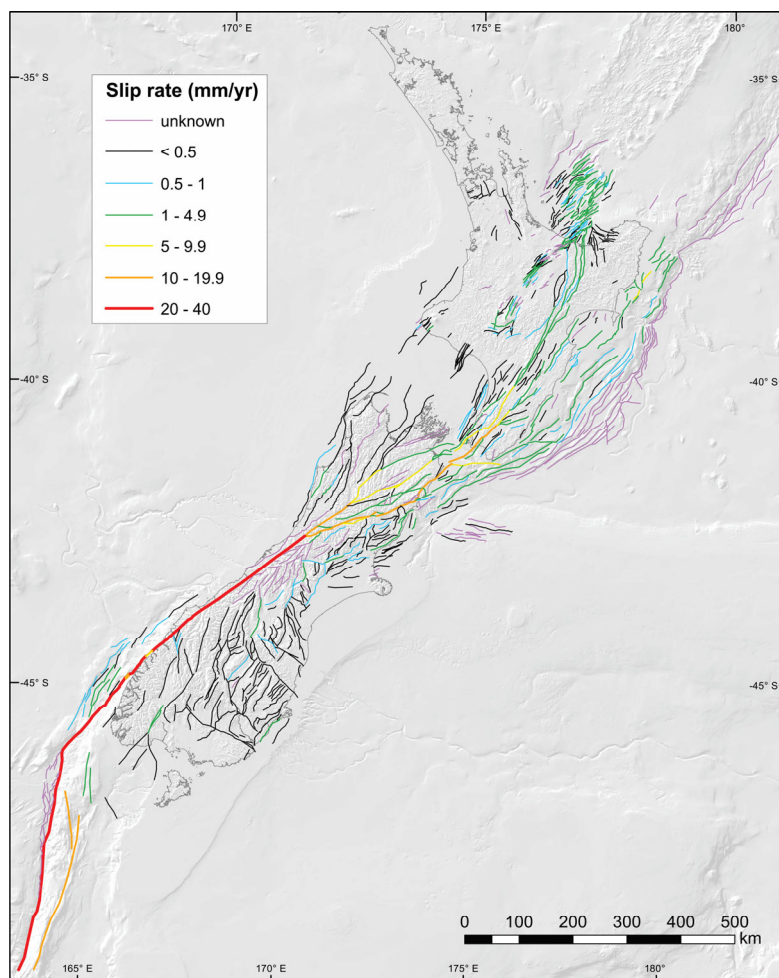 170° E 175° E 180°
-35° S -35° S
Slip rate (mm/yr)
unknown
< 0.5
0.5 - 1
1 - 4.9
5 - 9.9
10 - 19.9
20 - 40
-40° S -40° S
-45° S -45° S
0 100 200 300 400 500
km
165° E 170° E 175° E 180°